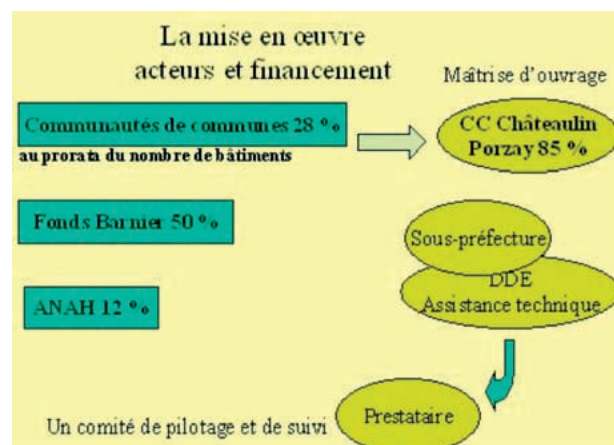 La mise en œuvre
acteurs et financement
Maîtrise d'ouvrage
Communautés de communes 28 %
au prorata du nombre de bâtiments
CC Châteaulin
Porzay 85 %
Fonds Barnier 50 %
Sous-préfecture
DDE
Assistance technique
ANAH 12 %
Prestataire
Un comité de pilotage et de suivi